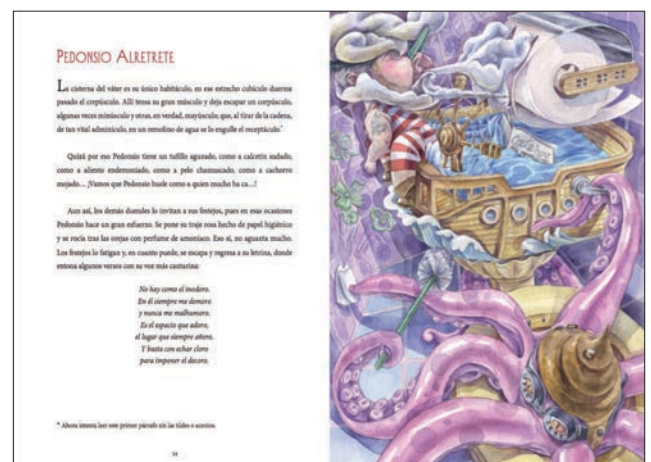 PEDONSIO ALRETRETE
La cisterna del váter es su único habitáculo, en ese estrecho cubículo duerme
pasado el crepúsculo. Allí tensa su gran músculo y deja escapar un corpúsculo,
algunas veces minúsculo y otras, en verdad, mayúsculo; que, al tirar de la cadena,
de tan vital adminículo, en un remolino de agua se lo engulle el receptáculo.*
Quizá por eso Pedonsio tiene un tufillo aguzado, como a calcetín sudado,
como a aliento endemoniado, como a pelo chamuscado, como a cachorro
mojado... ¡Vamos que Pedonsio huele como a quien mucho ha ca...!
Aun así, los demás duendes lo invitan a sus festejos, pues en esas ocasiones
Pedonsio hace un gran esfuerzo. Se pone su traje rosa hecho de papel higiénico
y se rocía tras las orejas con perfume de amoníaco. Eso sí, no aguanta mucho.
Los festejos lo fatigan y, en cuanto puede, se escapa y regresa a su letrina, donde
entona algunos versos con su voz más cantarina:
No hay como el inodoro.
En él siempre me demoro
y nunca me malhumoro.
Es el espacio que adoro,
el lugar que siempre añoro.
Y basta con echar cloro
para imponer el decoro.
* Ahora intenta leer este primer párrafo sin las tildes o acentos.